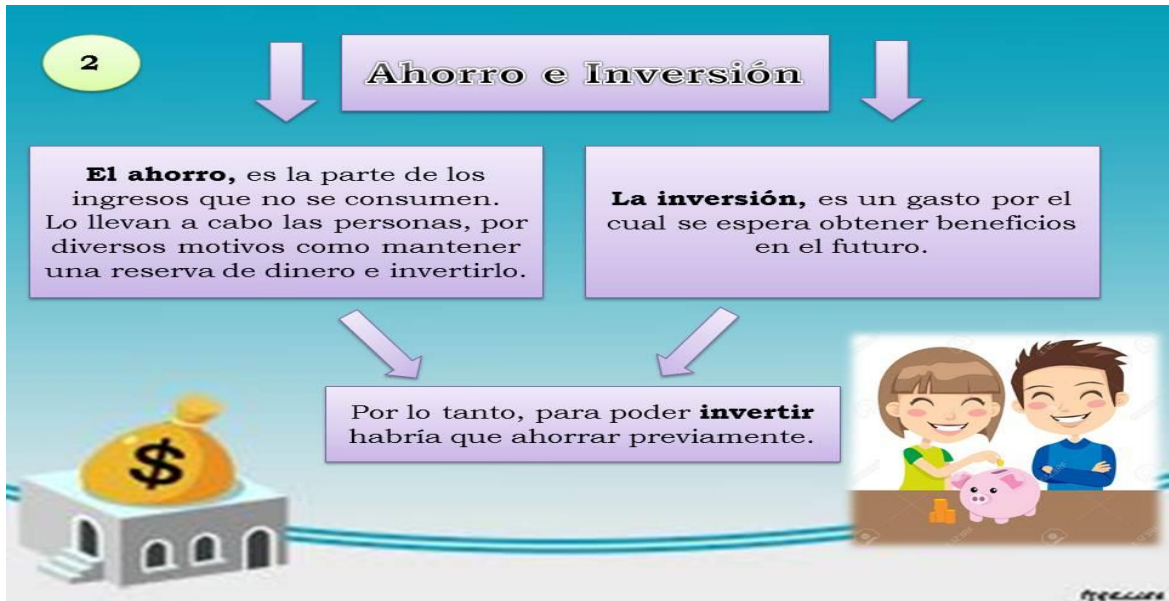 2
Ahorro e Inversión
El ahorro, es la parte de los
ingresos que no se consumen.
Lo llevan a cabo las personas, por
diversos motivos como mantener
una reserva de dinero e invertirlo.
La inversión, es un gasto por el
cual se espera obtener beneficios
en el futuro.
Por lo tanto, para poder invertir
habría que ahorrar previamente.
$